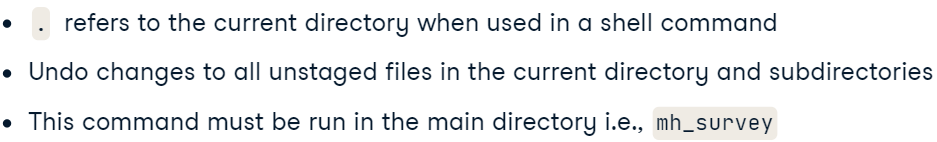 • . refers to the current directory when used in a shell command
• Undo changes to all unstaged files in the current directory and subdirectories
• This command must be run in the main directory i.e., mh_survey